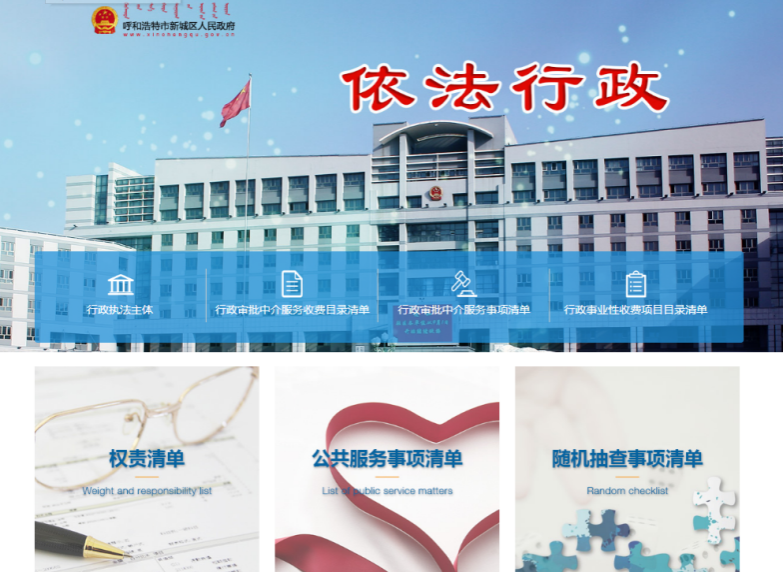 呼和浩特市新城区人民政府
www.xinchengqu.gov.cn
依法行政
行政执法主体
行政审批中介服务收费目录清单
行政审批中介服务事项清单
行政事业性收费项目目录清单
权责清单
Weight and responsibility list
公共服务事项清单
List of public service matters
随机抽查事项清单
Random checklist